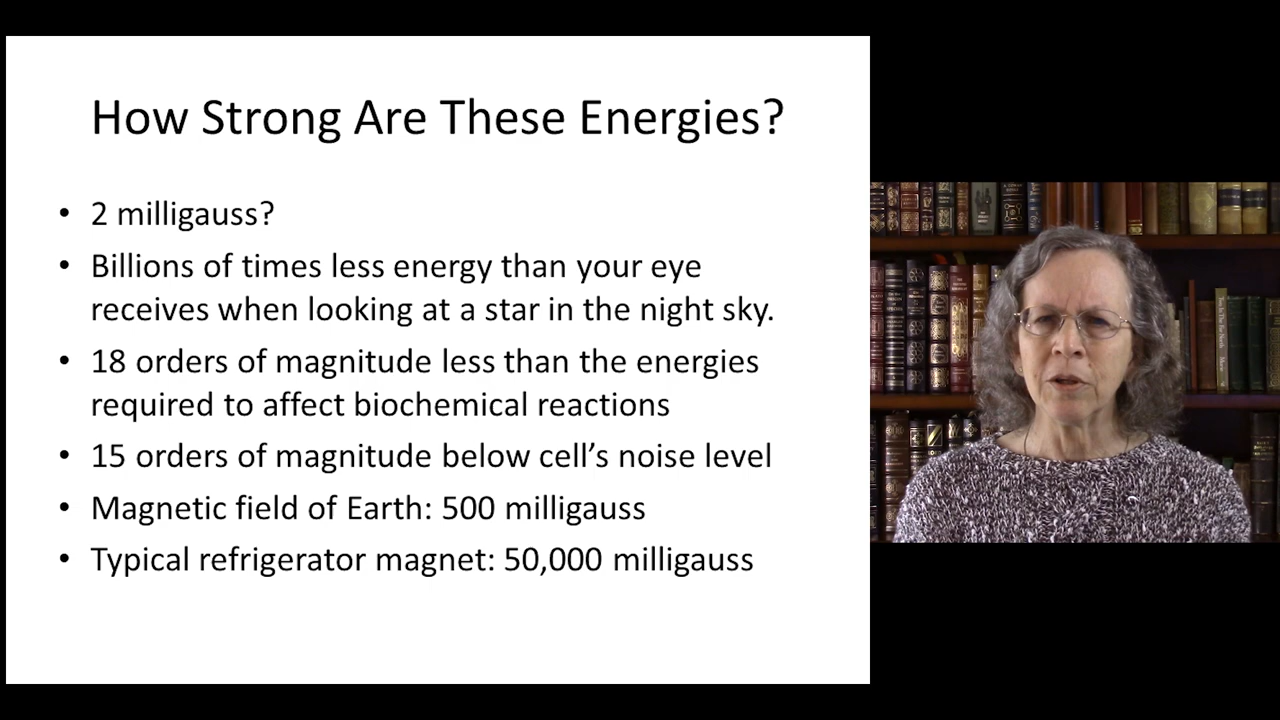 How Strong Are These Energies?
• 2 milligauss?
• Billions of times less energy than your eye
receives when looking at a star in the night sky.
• 18 orders of magnitude less than the energies
required to affect biochemical reactions
• 15 orders of magnitude below cell’s noise level
• Magnetic field of Earth: 500 milligauss
• Typical refrigerator magnet: 50,000 milligauss